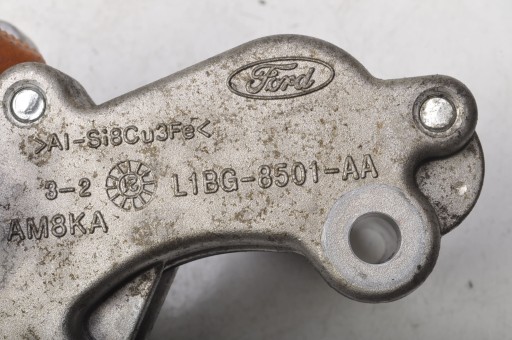 Ford
>Al-Si8Cu3Fe<
3-2 L1BG-8501-AA
AM8KA